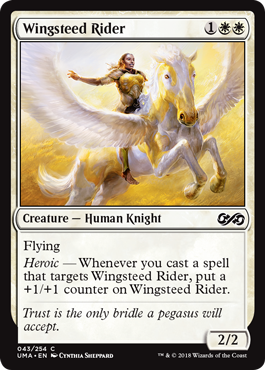 Wingsteed Rider 1
Creature — Human Knight
Flying
Heroic — Whenever you cast a spell
that targets Wingsteed Rider, put a
+1/+1 counter on Wingsteed Rider.
Trust is the only bridle a pegasus will
accept.
2/2
043/254 C
UMA • EN Cynthia Sheppard
™ & © 2018 Wizards of the Coast